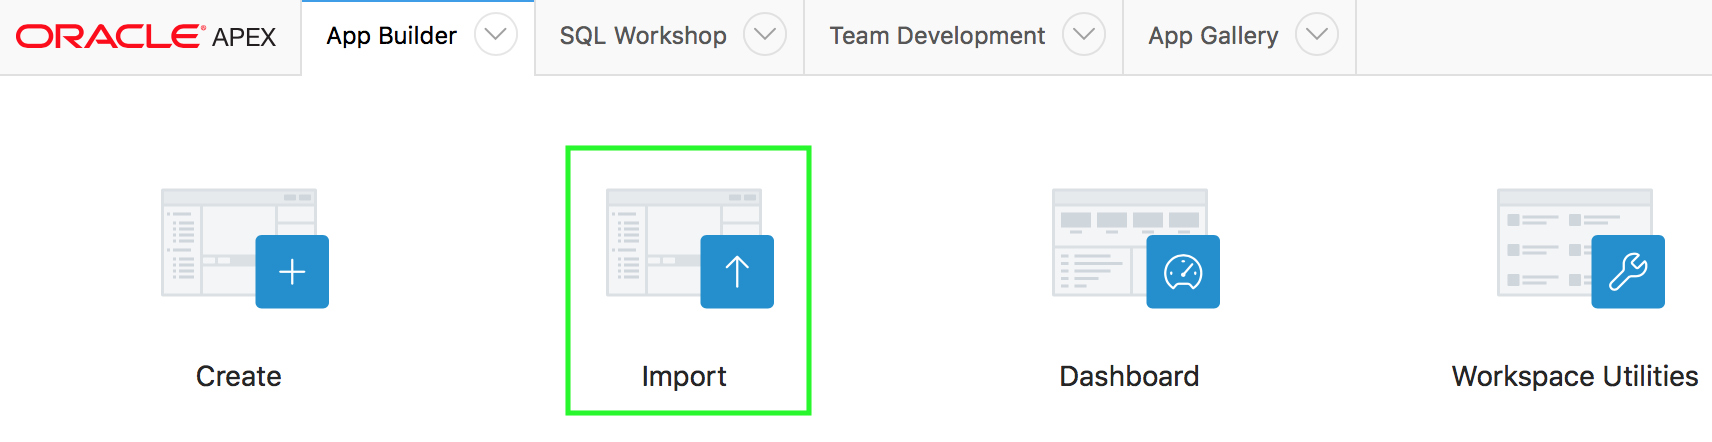 ORACLE® APEX
App Builder
SQL Workshop
Team Development
App Gallery
Create
Import
Dashboard
Workspace Utilities